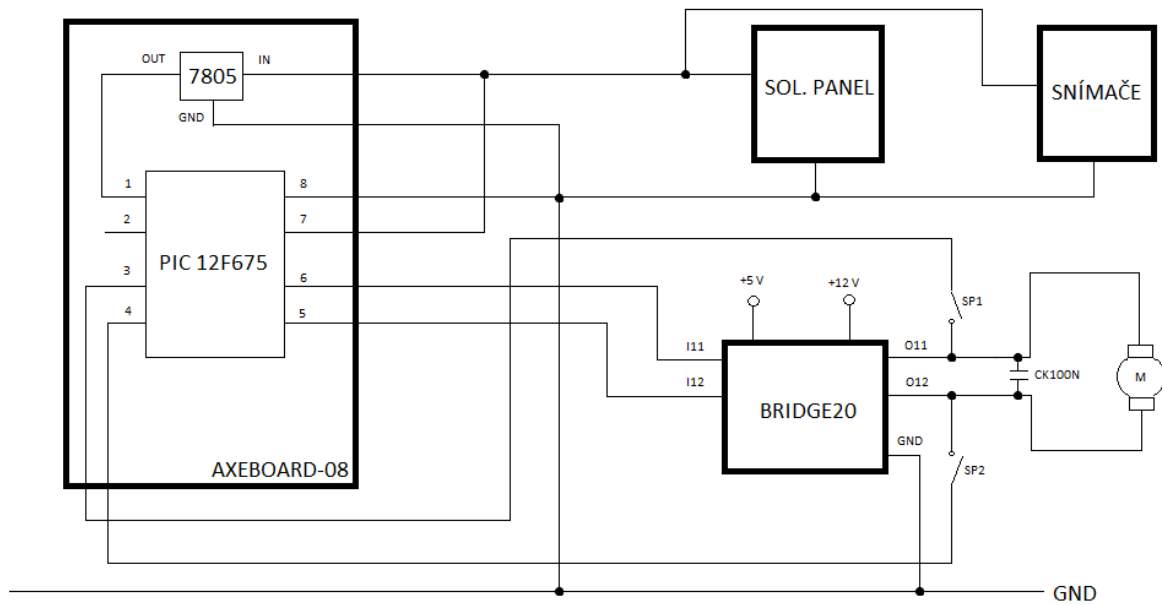 OUT
7805
IN
GND
SOL. PANEL
SNÍMAČE
1
2
3
4
PIC 12F675
8
7
6
5
AXEBOARD-08
+5 V
+12 V
SP1
I11
I12
O11
O12
BRIDGE20
GND
CK100N
M
SP2
GND